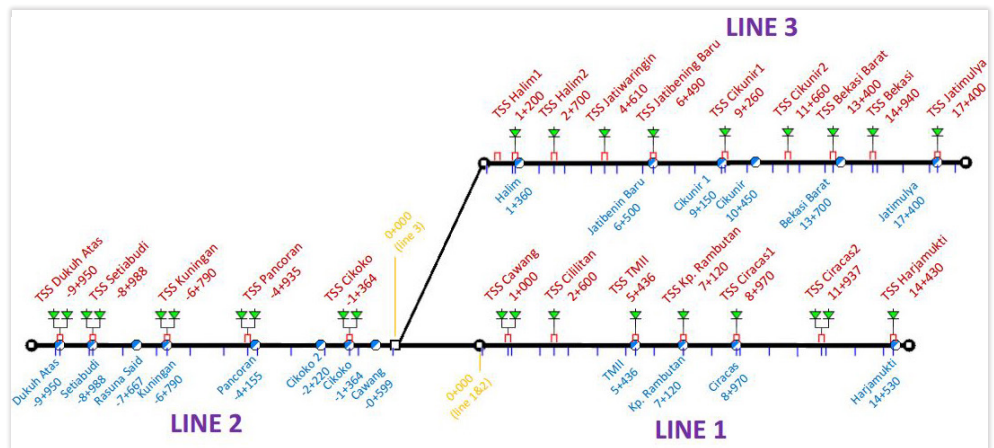 LINE 3
TSS Halim1
1+200
TSS Halim2
2+700
TSS Jatiwaringin
4+610
TSS Jatibening Baru
6+490
TSS Cikunir1
9+260
TSS Cikunir2
11+660
TSS Bekasi Barat
13+400
TSS Bekasi
14+940
TSS Jatimulya
17+400
Halim
1+360
Jatibenin Baru
6+500
Cikunir 1
9+150
Cikunir
10+450
Bekasi Barat
13+700
Jatimulya
17+400
0+000
(line 3)
TSS Dukuh Atas
-9+950
TSS Setiabudi
-8+988
TSS Kuningan
-6+790
TSS Pancoran
-4+935
TSS Cikoko
-1+364
TSS Cawang
1+000
TSS Cililitan
2+600
TSS TMII
5+436
TSS Kp. Rambutan
7+120
TSS Ciracas1
8+970
TSS Ciracas2
11+937
TSS Harjamukti
14+430
Dukuh Atas
-9+950
Setiabudi
-8+988
Rasuna Said
-7+667
Kuningan
-6+790
Pancoran
-4+155
Cikoko 2
-2+220
Cikoko
-1+364
Cawang
-0+599
0+000
(line 1&2)
TMII
5+436
Kp. Rambutan
7+120
Ciracas
8+970
Harjamukti
14+530
LINE 2
LINE 1